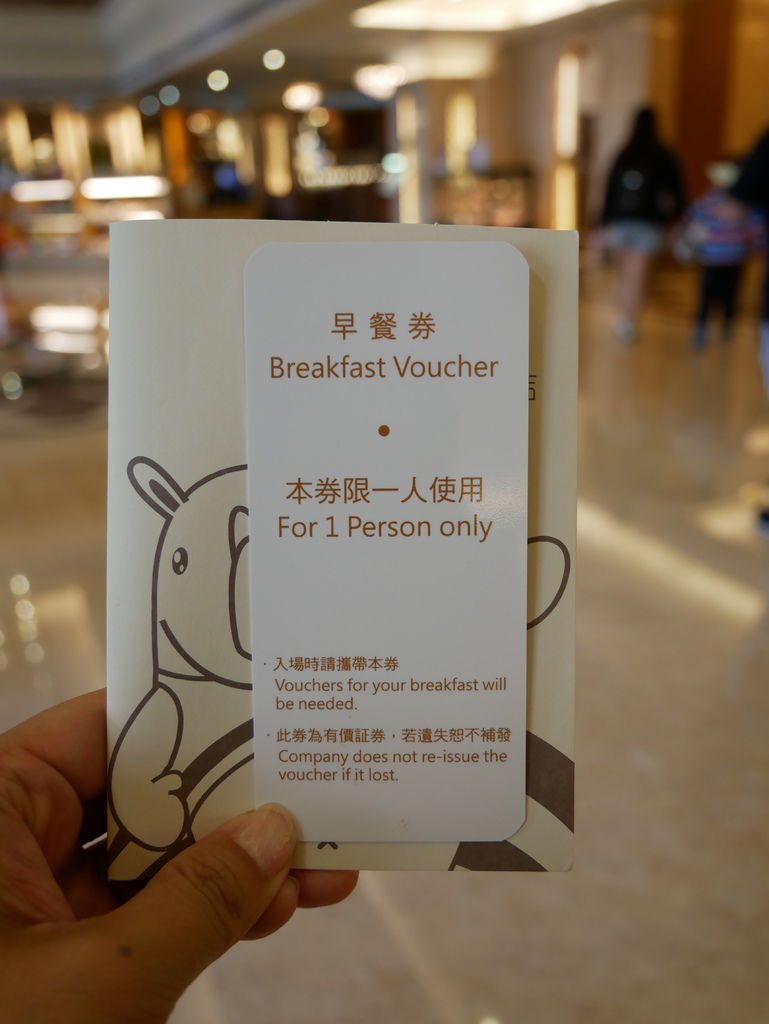 早餐券
Breakfast Voucher
本券限一人使用
For 1 Person only
· 入場時請攜帶本券
Vouchers for your breakfast will
be needed.
· 此券為有價証券，若遺失恕不補發
Company does not re-issue the
voucher if it lost.